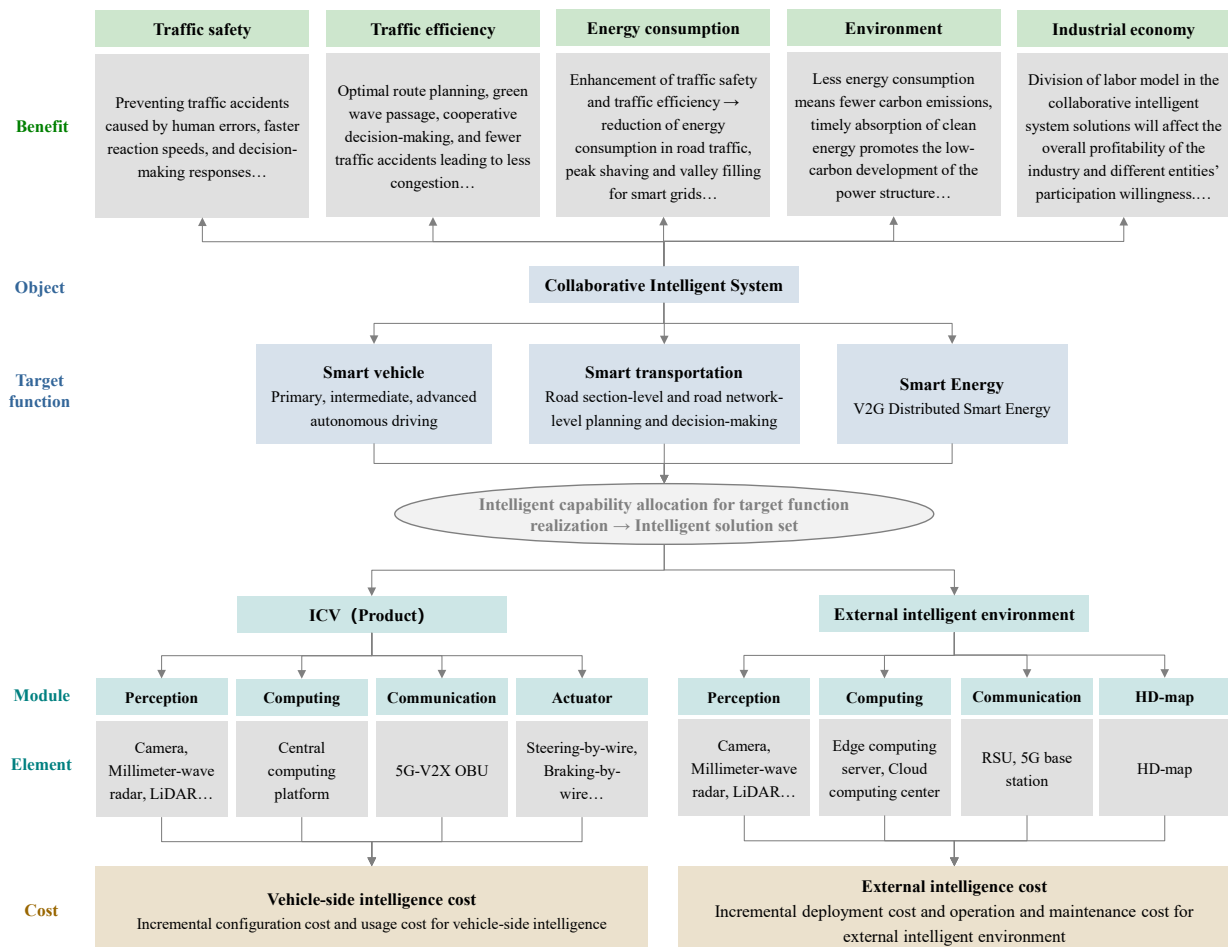 Traffic safety
Traffic efficiency
Energy consumption
Environment
Industrial economy
Benefit
Preventing traffic accidents
caused by human errors, faster
reaction speeds, and decision-
making responses…
Optimal route planning, green
wave passage, cooperative
decision-making, and fewer
traffic accidents leading to less
congestion…
Enhancement of traffic safety
and traffic efficiency →
reduction of energy
consumption in road traffic,
peak shaving and valley filling
for smart grids…
Less energy consumption
means fewer carbon emissions,
timely absorption of clean
energy promotes the low-
carbon development of the
power structure…
Division of labor model in the
collaborative intelligent
system solutions will affect the
overall profitability of the
industry and different entities’
participation willingness.…
Object
Collaborative Intelligent System
Target
function
Smart vehicle
Primary, intermediate, advanced
autonomous driving
Smart transportation
Road section-level and road network-
level planning and decision-making
Smart Energy
V2G Distributed Smart Energy
Intelligent capability allocation for target function
realization → Intelligent solution set
ICV（Product）
External intelligent environment
Module
Perception
Computing
Communication
Actuator
Perception
Computing
Communication
HD-map
Element
Camera,
Millimeter-wave
radar, LiDAR…
Central
computing
platform
5G-V2X OBU
Steering-by-wire,
Braking-by-
wire…
Camera,
Millimeter-wave
radar, LiDAR…
Edge computing
server, Cloud
computing center
RSU, 5G base
station
HD-map
Cost
Vehicle-side intelligence cost
Incremental configuration cost and usage cost for vehicle-side intelligence
External intelligence cost
Incremental deployment cost and operation and maintenance cost for
external intelligent environment